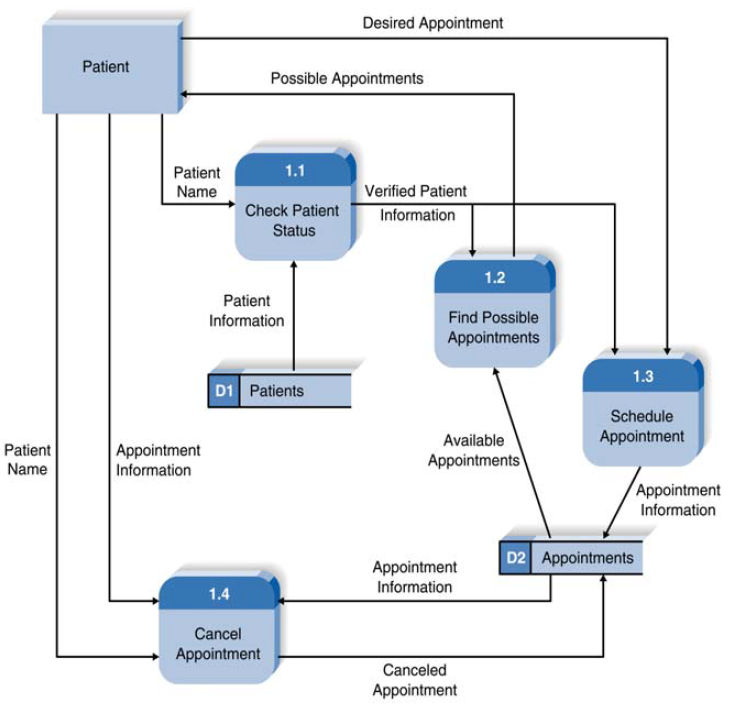 Desired Appointment
Patient
Possible Appointments
1.1
Patient
Name
Check Patient
Status
Verified Patient
Information
1.2
Find Possible
Appointments
Patient
Information
D1 Patients
1.3
Schedule
Appointment
Patient
Name
Appointment
Information
Available
Appointments
Appointment
Information
D2 Appointments
Appointment
Information
1.4
Cancel
Appointment
Canceled
Appointment